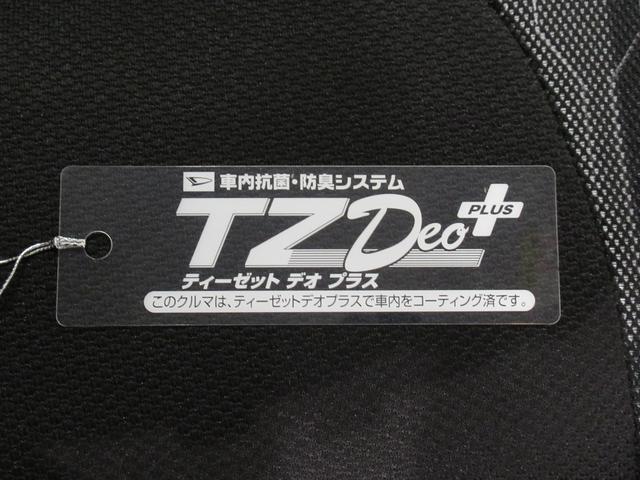 車内抗菌・防臭システム
TZ Deo PLUS
ティーゼット デオ プラス
このクルマは、ティーゼットデオプラスで車内をコーティング済です。